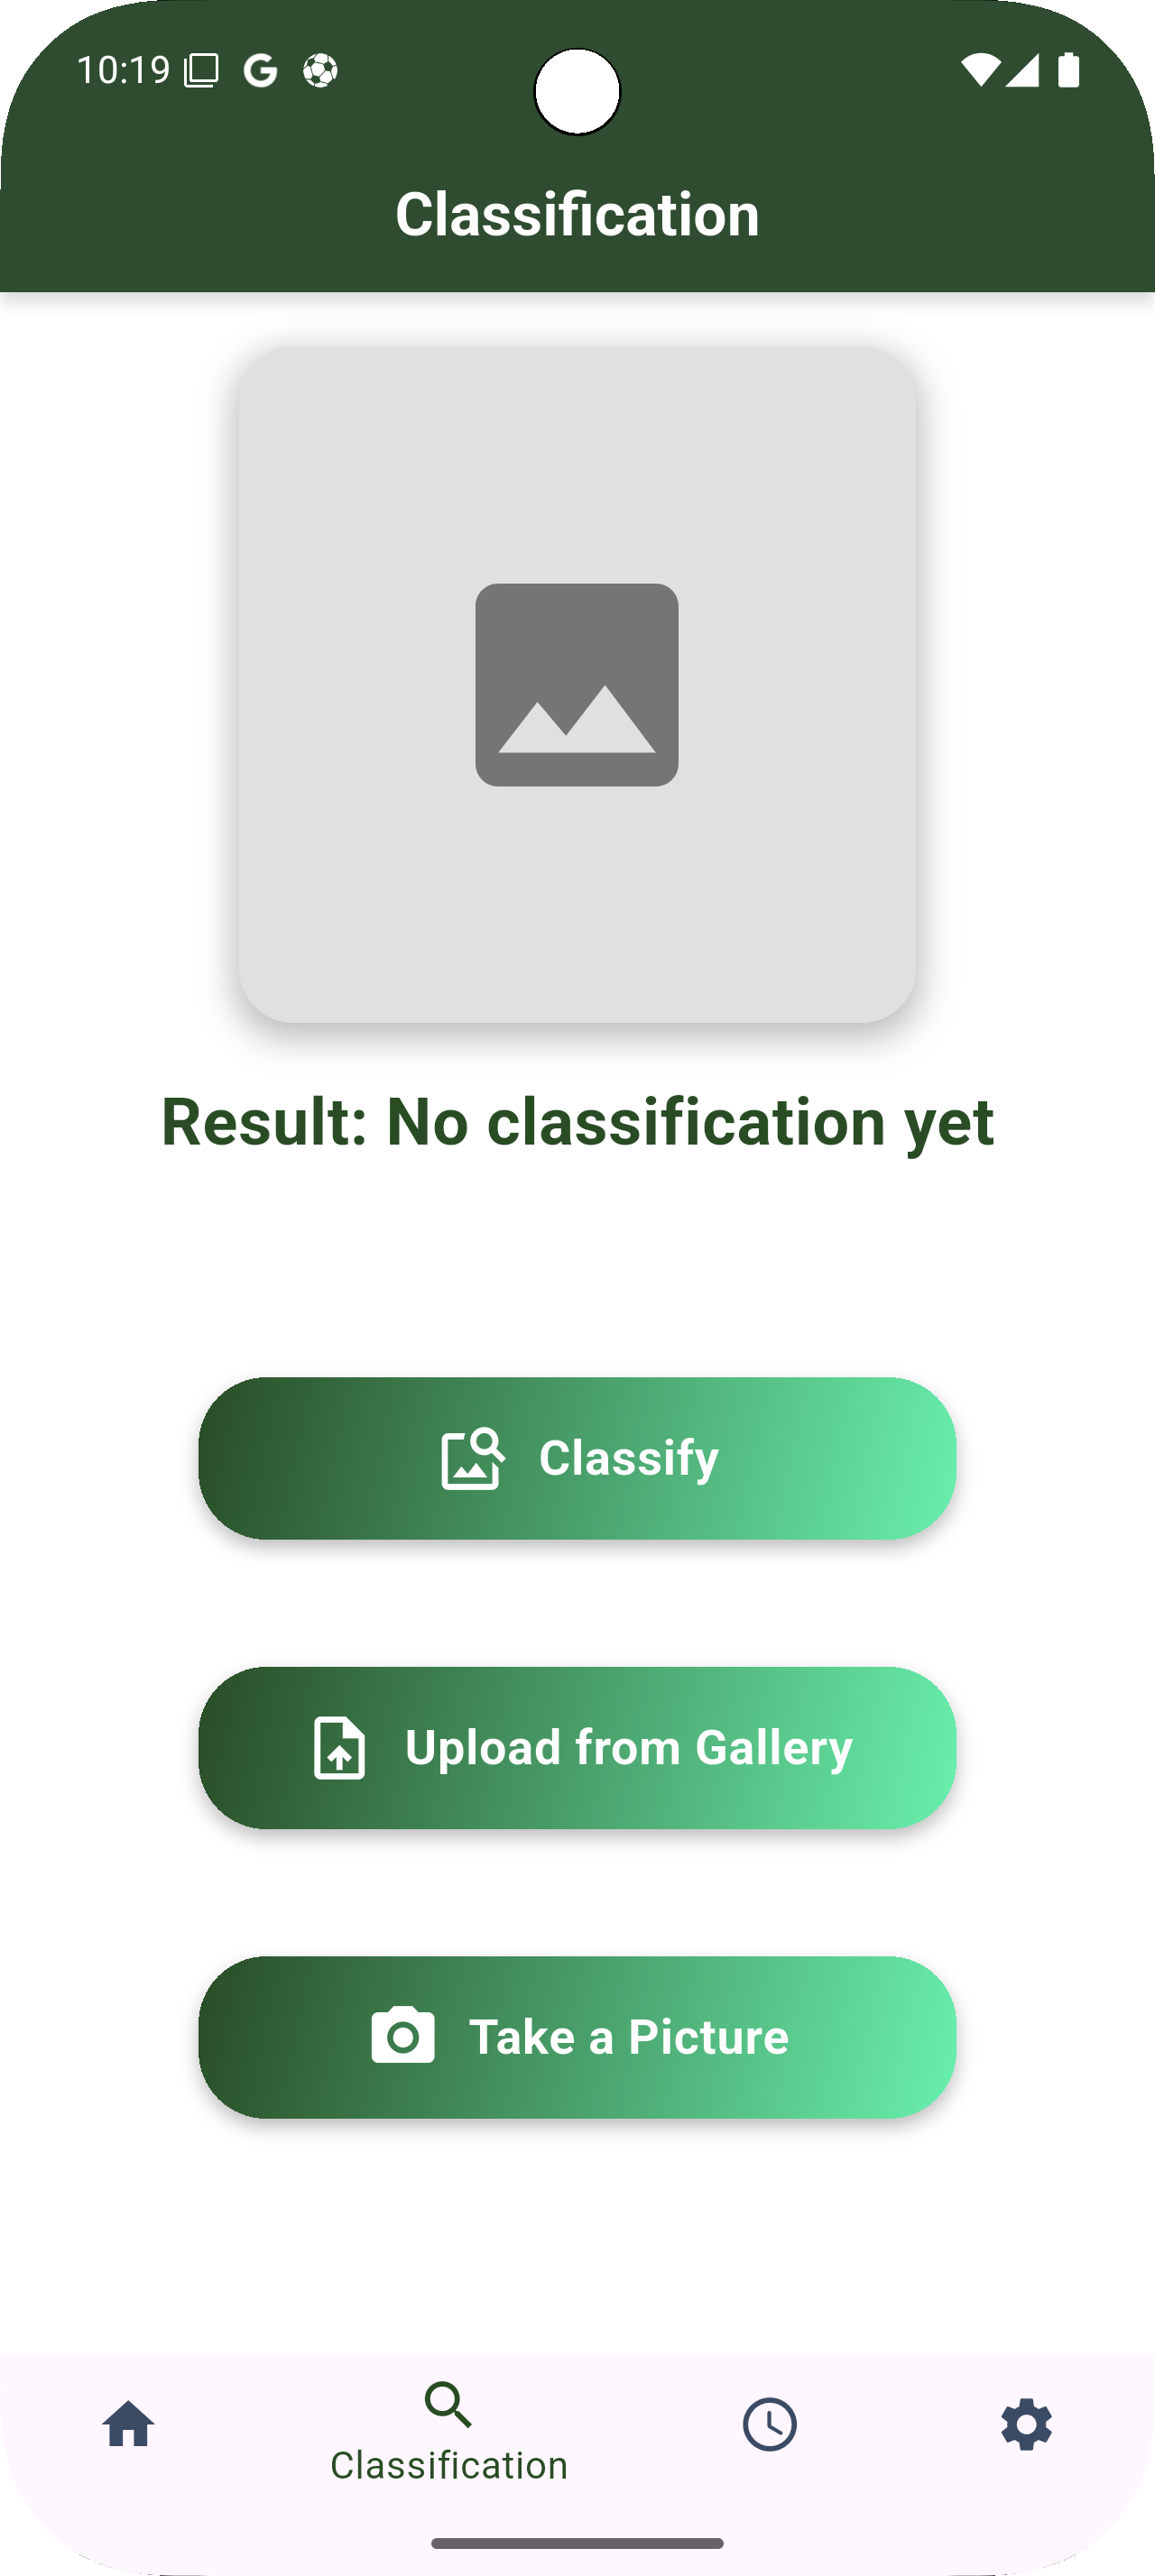 10:19
Classification
Result: No classification yet
Classify
Upload from Gallery
Take a Picture
Classification